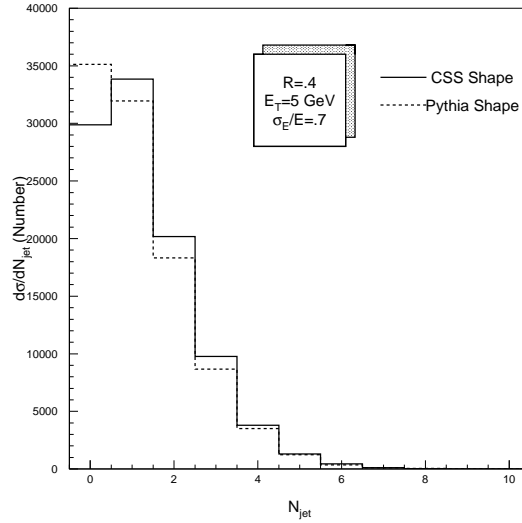 40000
35000
30000
25000
20000
15000
10000
5000
0
dσ/dN_jet (Number)
R=.4
E_T=5 GeV
σ_E/E=.7
CSS Shape
Pythia Shape
0 2 4 6 8 10
N_jet